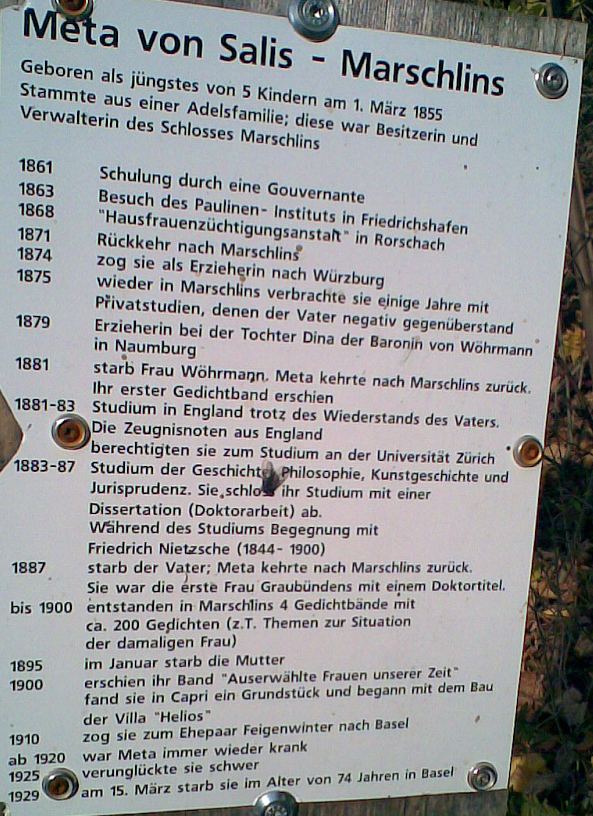 Meta von Salis - Marschlins
Geboren als jüngstes von 5 Kindern am 1. März 1855
Stammte aus einer Adelsfamilie; diese war Besitzerin und
Verwalterin des Schlosses Marschlins
1861 Schulung durch eine Gouvernante
1863 Besuch des Paulinen- Instituts in Friedrichshafen
1868 "Hausfrauenzüchtigungsanstalt" in Rorschach
1871 Rückkehr nach Marschlins
1874 zog sie als Erzieherin nach Würzburg
1875 wieder in Marschlins verbrachte sie einige Jahre mit
Privatstudien, denen der Vater negativ gegenüberstand
1879 Erzieherin bei der Tochter Dina der Baronin von Wöhrmann
in Naumburg
1881 starb Frau Wöhrmann, Meta kehrte nach Marschlins zurück.
Ihr erster Gedichtband erschien
1881-83 Studium in England trotz des Wiederstands des Vaters.
Die Zeugnisnoten aus England
berechtigten sie zum Studium an der Universität Zürich
1883-87 Studium der Geschichte, Philosophie, Kunstgeschichte und
Jurisprudenz. Sie schloss ihr Studium mit einer
Dissertation (Doktorarbeit) ab.
Während des Studiums Begegnung mit
Friedrich Nietzsche (1844- 1900)
1887 starb der Vater; Meta kehrte nach Marschlins zurück.
Sie war die erste Frau Graubündens mit einem Doktortitel.
bis 1900 entstanden in Marschlins 4 Gedichtbände mit
ca. 200 Gedichten (z.T. Themen zur Situation
der damaligen Frau)
1895 im Januar starb die Mutter
1900 erschien ihr Band "Auserwählte Frauen unserer Zeit"
fand sie in Capri ein Grundstück und begann mit dem Bau
der Villa "Helios"
1910 zog sie zum Ehepaar Feigenwinter nach Basel
ab 1920 war Meta immer wieder krank
1925 verunglückte sie schwer
1929 am 15. März starb sie im Alter von 74 Jahren in Basel